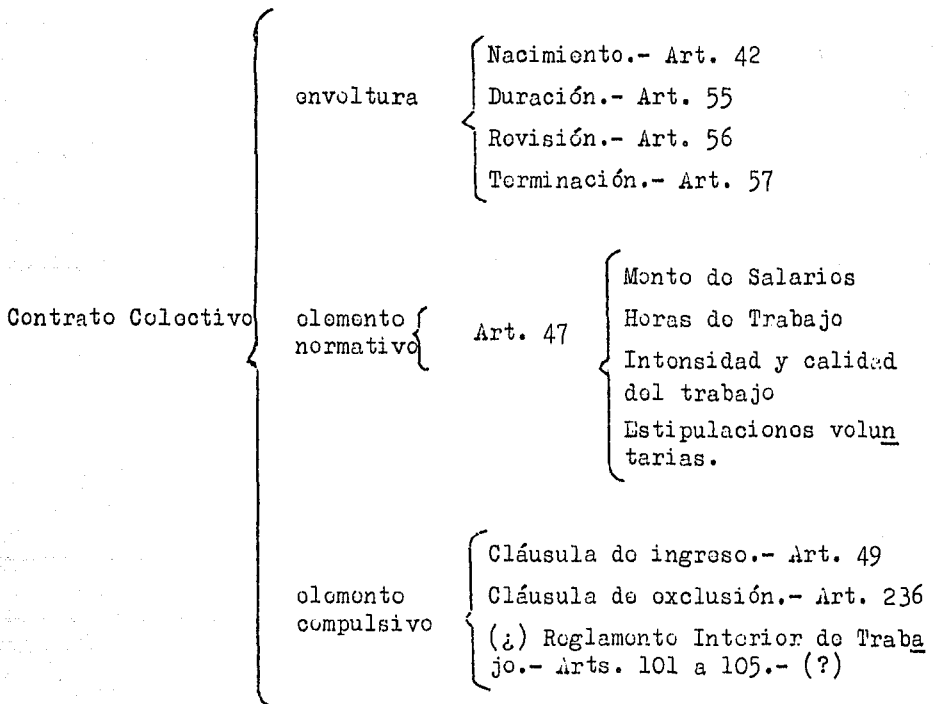 Contrato Colectivo
envoltura
Nacimiento.- Art. 42
Duración.- Art. 55
Revisión.- Art. 56
Terminación.- Art. 57
elemento
normativo
Art. 47
Monto de Salarios
Horas de Trabajo
Intensidad y calidad
del trabajo
Estipulaciones volun
tarias.
elemento
compulsivo
Cláusula de ingreso.- Art. 49
Cláusula de exclusión.- Art. 236
(¿) Reglamento Interior de Traba
jo.- Arts. 101 a 105.- (?)